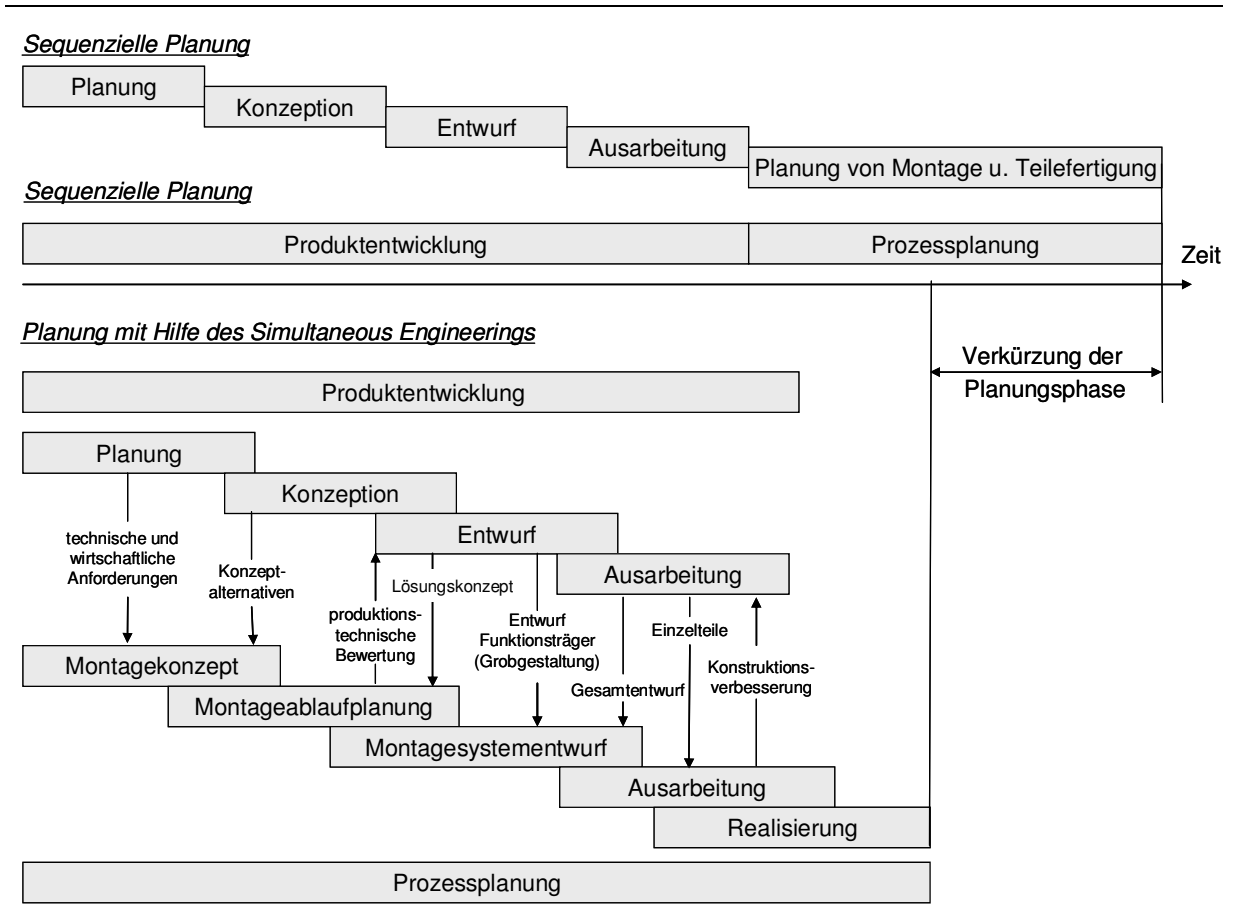 Sequenzielle Planung
Planung
Konzeption
Entwurf
Ausarbeitung
Planung von Montage u. Teilefertigung
Sequenzielle Planung
Produktentwicklung
Prozessplanung
Zeit
Planung mit Hilfe des Simultaneous Engineerings
Verkürzung der
Planungsphase
Produktentwicklung
Planung
Konzeption
Entwurf
Ausarbeitung
technische und
wirtschaftliche
Anforderungen
Konzept-
alternativen
produktions-
technische
Bewertung
Lösungskonzept
Entwurf
Funktionsträger
(Grobgestaltung)
Gesamtentwurf
Einzelteile
Konstruktions-
verbesserung
Montagekonzept
Montageablaufplanung
Montagesystementwurf
Ausarbeitung
Realisierung
Prozessplanung